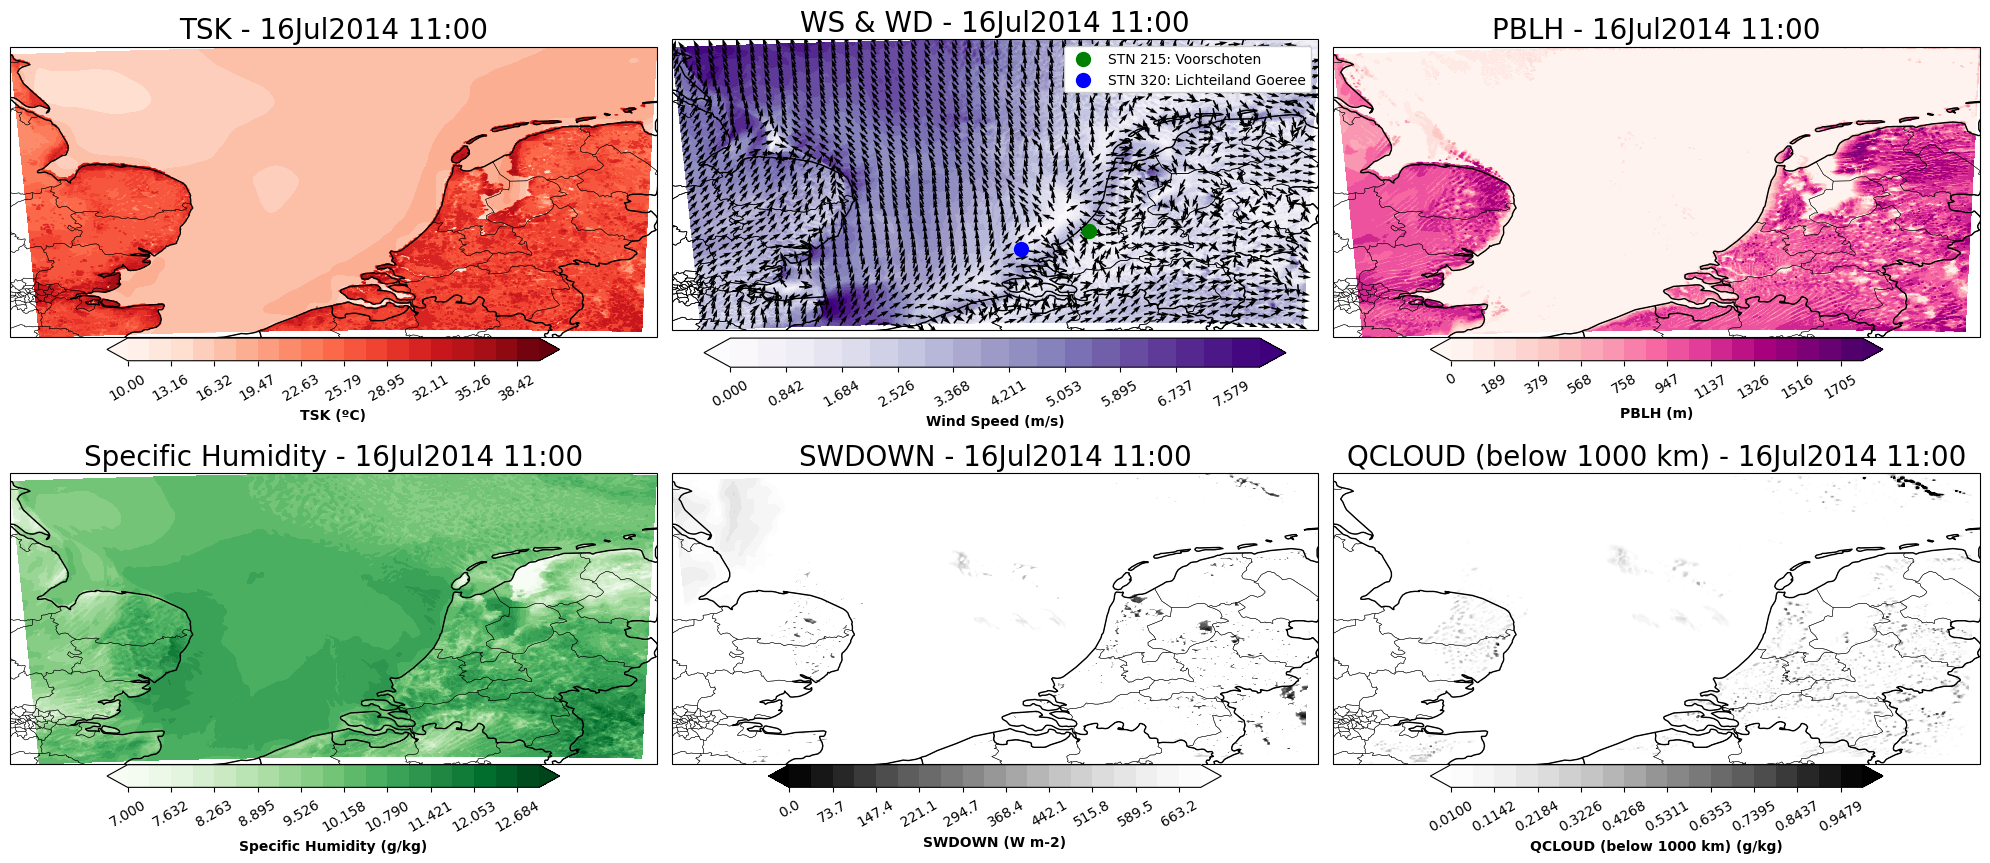 TSK - 16Jul2014 11:00
10.00 13.16 16.32 19.47 22.63 25.79 28.95 32.11 35.26 38.42
TSK (ºC)
WS & WD - 16Jul2014 11:00
STN 215: Voorschoten
STN 320: Lichteiland Goeree
0.000 0.842 1.684 2.526 3.368 4.211 5.053 5.895 6.737 7.579
Wind Speed (m/s)
PBLH - 16Jul2014 11:00
0 189 379 568 758 947 1137 1326 1516 1705
PBLH (m)
Specific Humidity - 16Jul2014 11:00
7.000 7.632 8.263 8.895 9.526 10.158 10.790 11.421 12.053 12.684
Specific Humidity (g/kg)
SWDOWN - 16Jul2014 11:00
0.0 73.7 147.4 221.1 294.7 368.4 442.1 515.8 589.5 663.2
SWDOWN (W m-2)
QCLOUD (below 1000 km) - 16Jul2014 11:00
0.0100 0.1142 0.2184 0.3226 0.4268 0.5311 0.6353 0.7395 0.8437 0.9479
QCLOUD (below 1000 km) (g/kg)